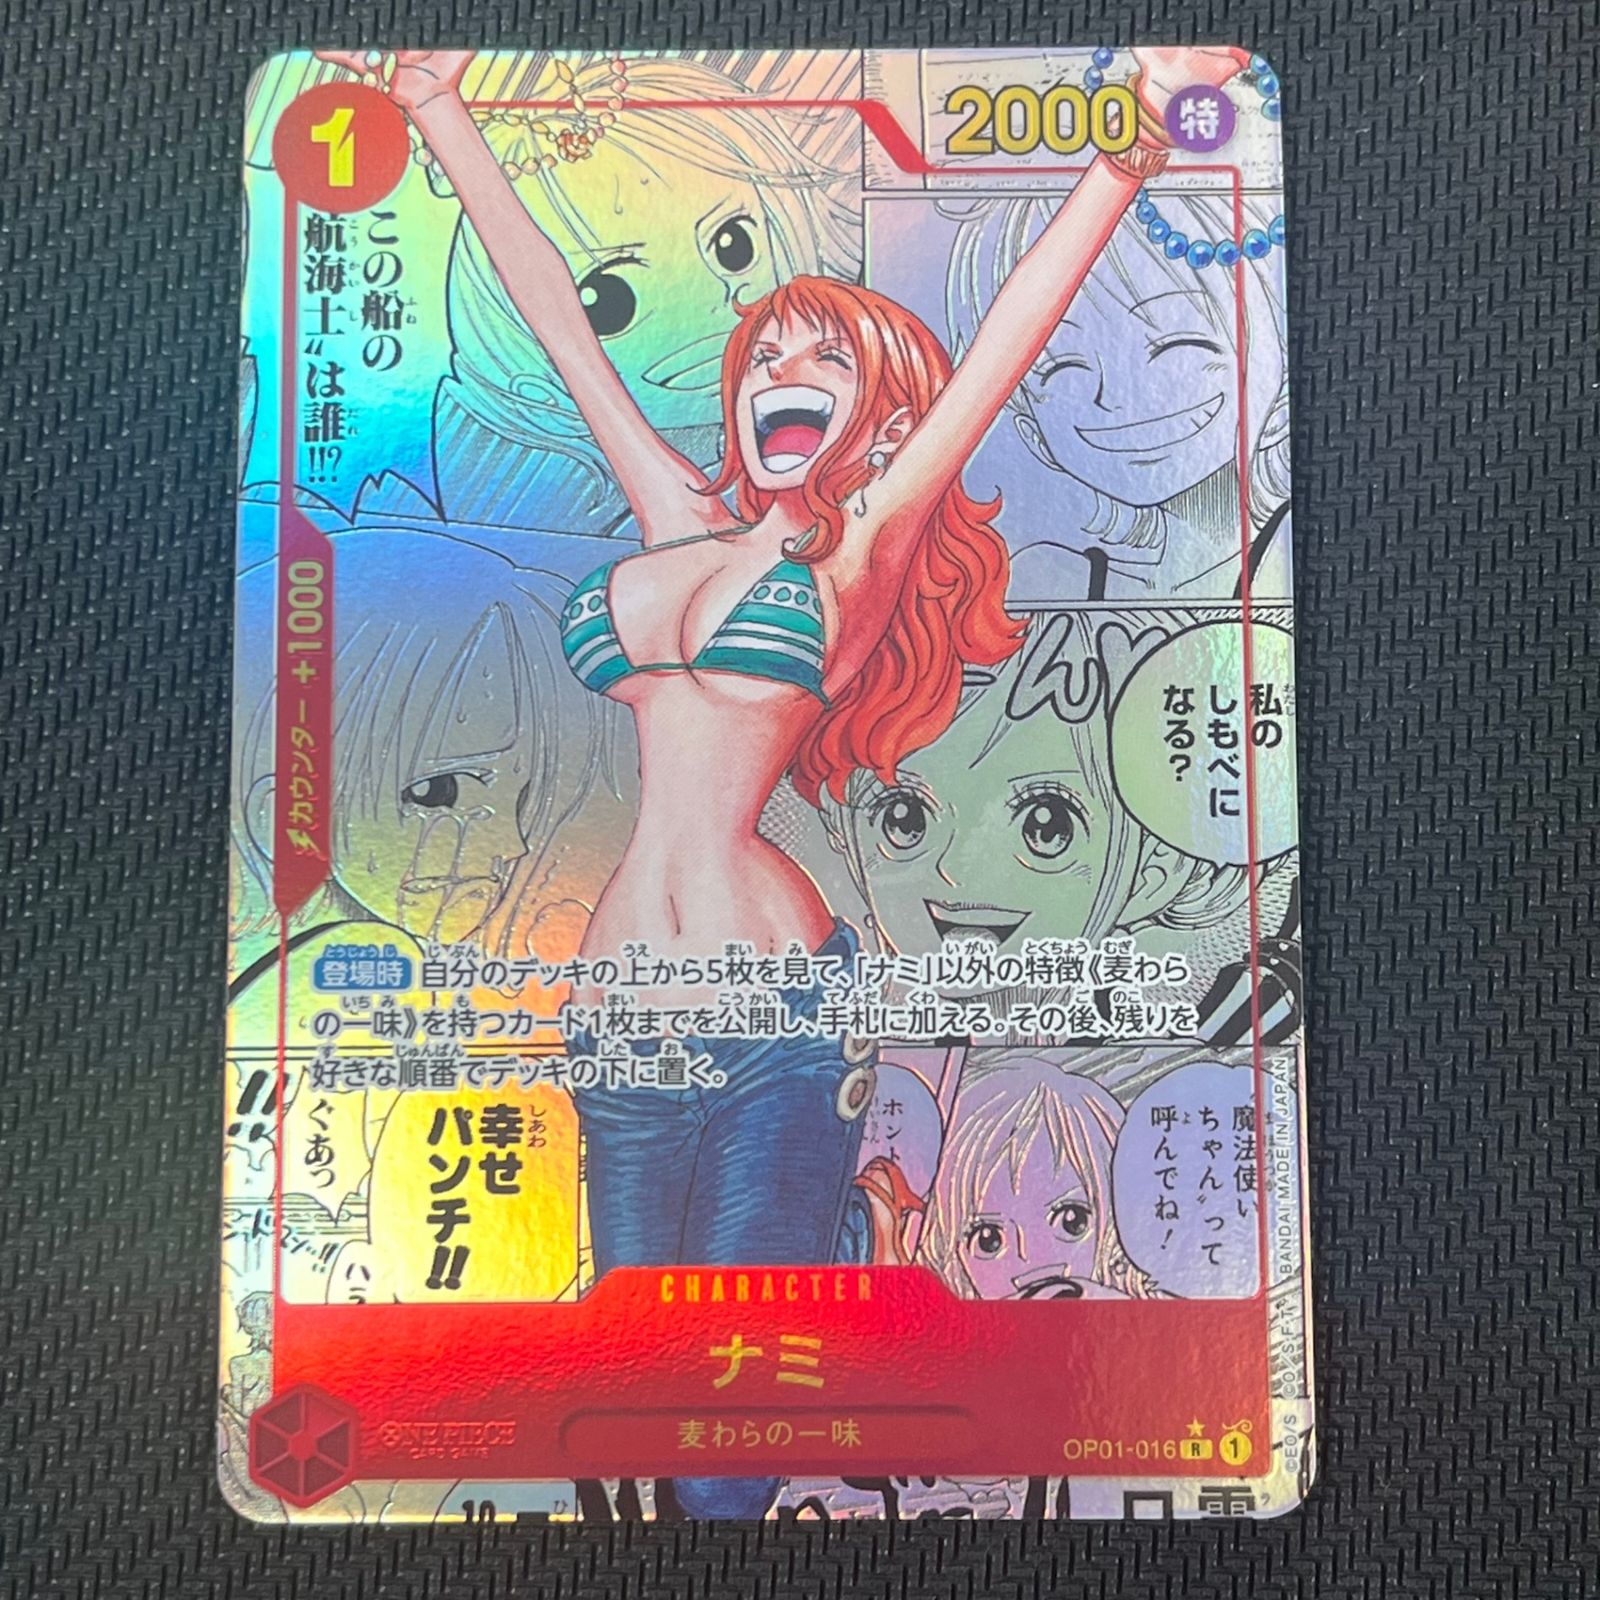 1
2000
特
この船の
航海士〟は誰!!?
カウンター +1000
私の
しもべに
なる?
登場時 自分のデッキの上から5枚を見て、「ナミ」以外の特徴《麦わら
の一味》を持つカード1枚までを公開し、手札に加える。その後、残りを
好きな順番でデッキの下に置く。
ぐあっ
幸せ
パンチ!!
ホント
魔法使い
ちゃん〟って
呼んでね!
CHARACTER
ナミ
麦わらの一味
ONE PIECE
CARD GAME
OP01-016 R 1
©E.O/S ©O/S.F.T. BANDAI MADE IN JAPAN